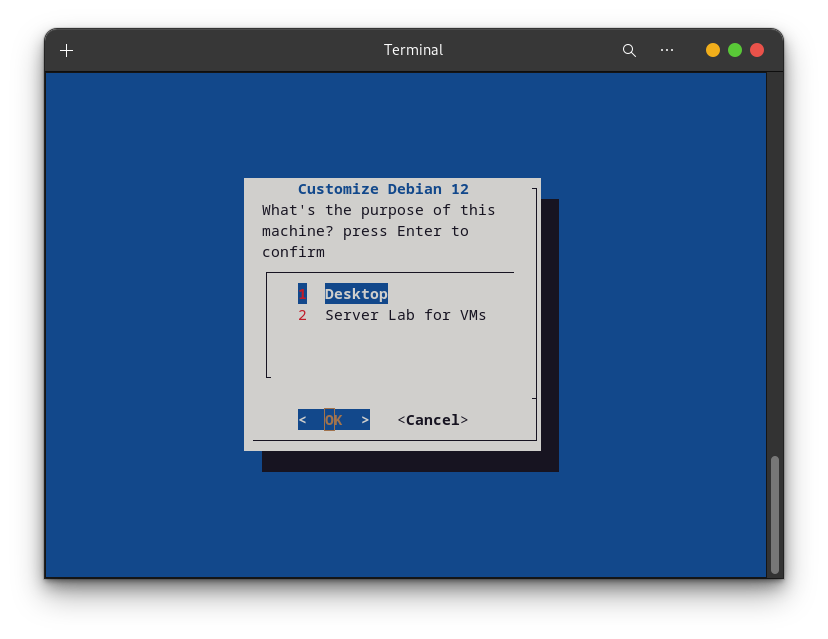 Terminal
Customize Debian 12
What's the purpose of this
machine? press Enter to
confirm
1 Desktop
2 Server Lab for VMs
< OK > <Cancel>